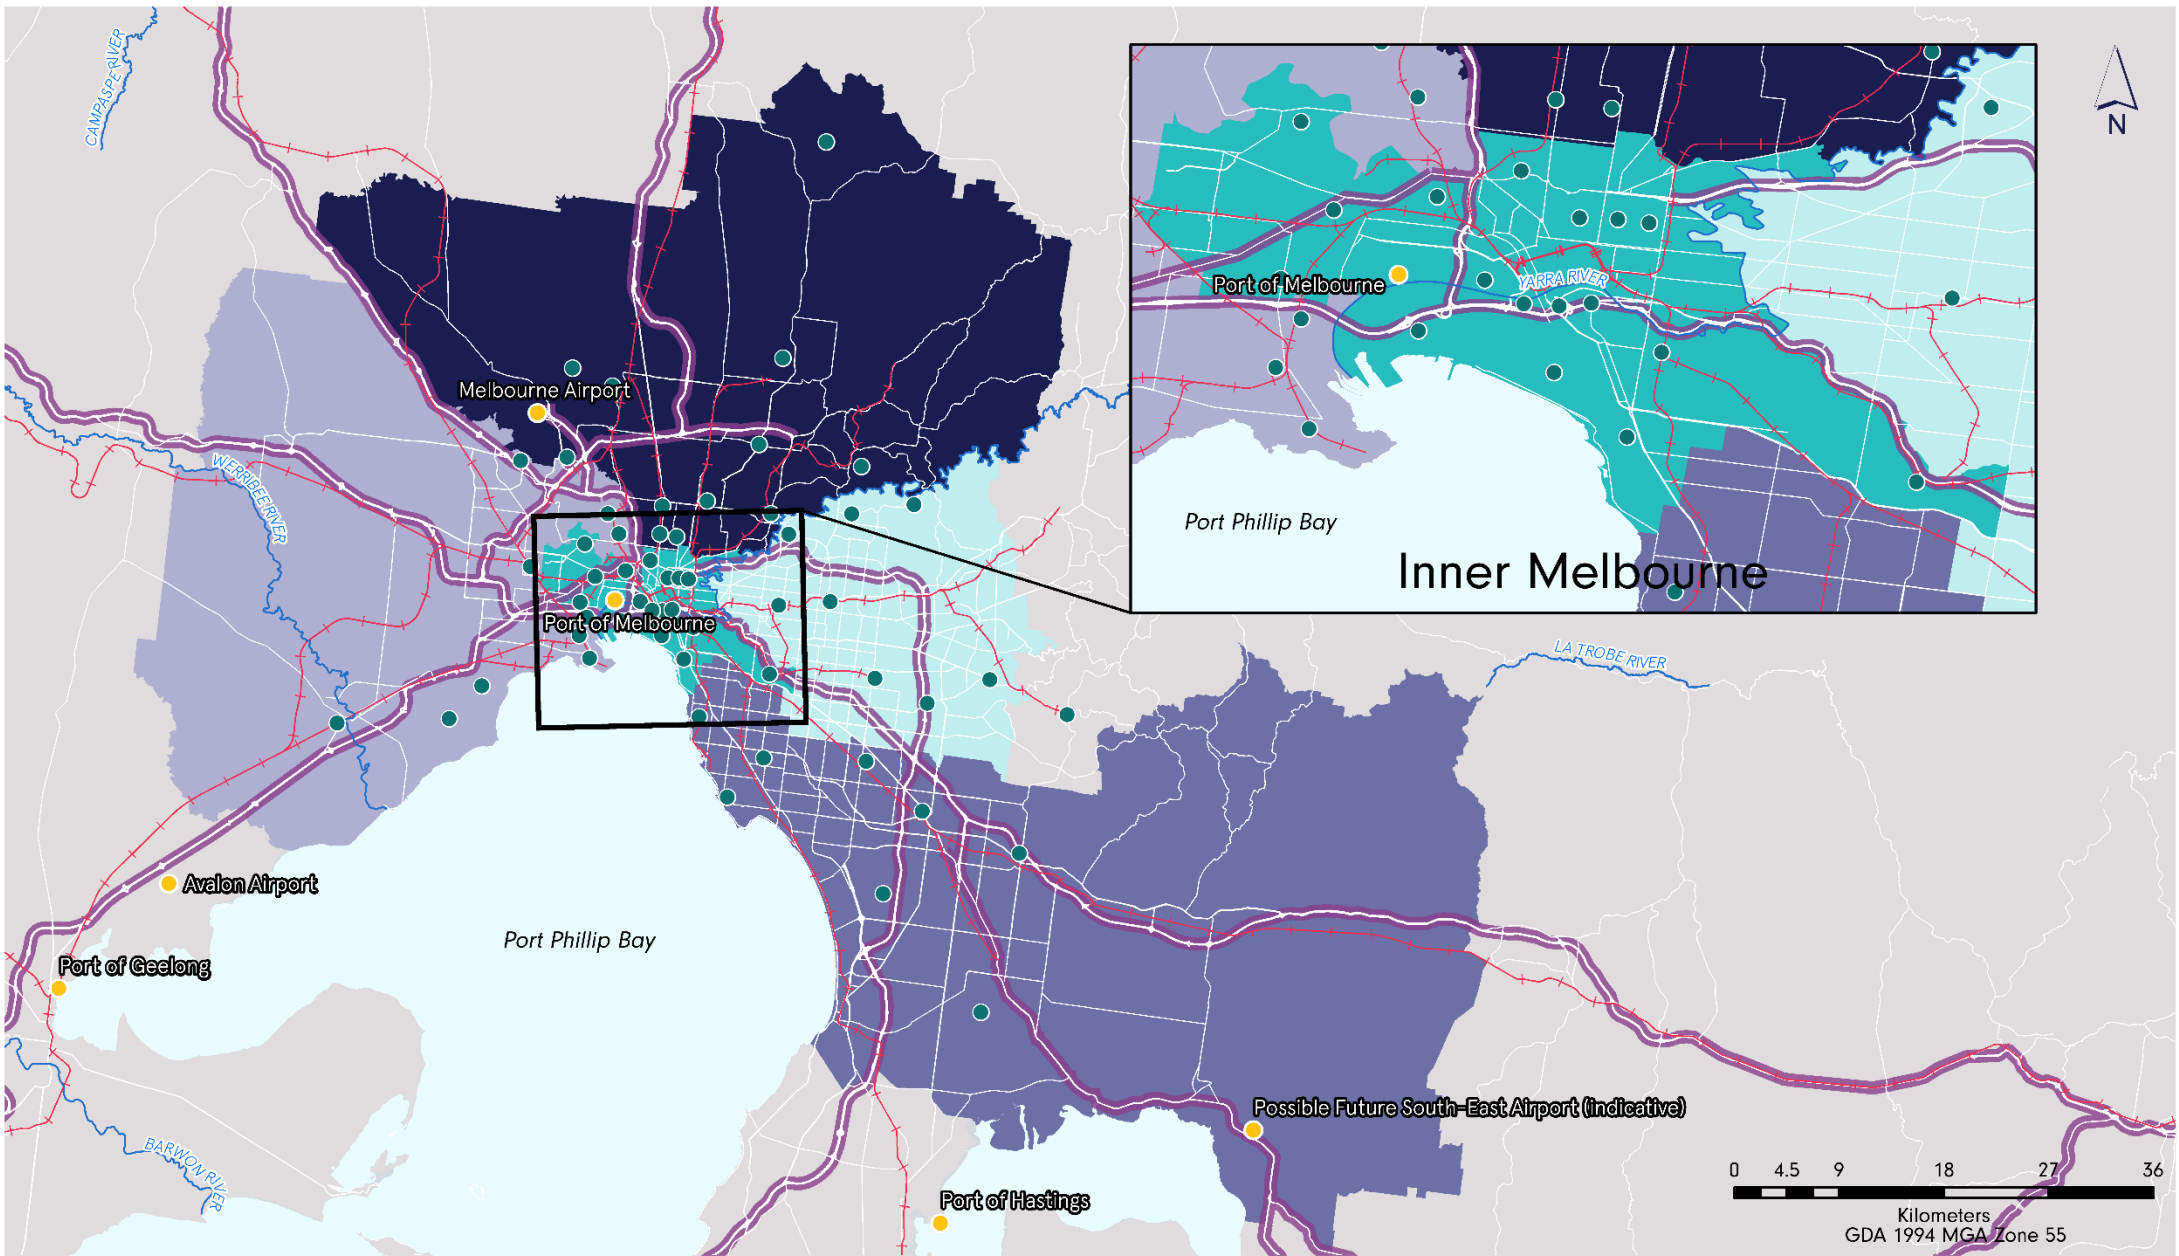 CAMPASPE RIVER
N
Melbourne Airport
Port of Melbourne
YARRA RIVER
WERRIBEE RIVER
Port Phillip Bay
Inner Melbourne
Port of Melbourne
LA TROBE RIVER
Avalon Airport
Port Phillip Bay
Port of Geelong
Possible Future South-East Airport (indicative)
BARWON RIVER
Port of Hastings
0 4.5 9 18 27 36
Kilometers
GDA 1994 MGA Zone 55